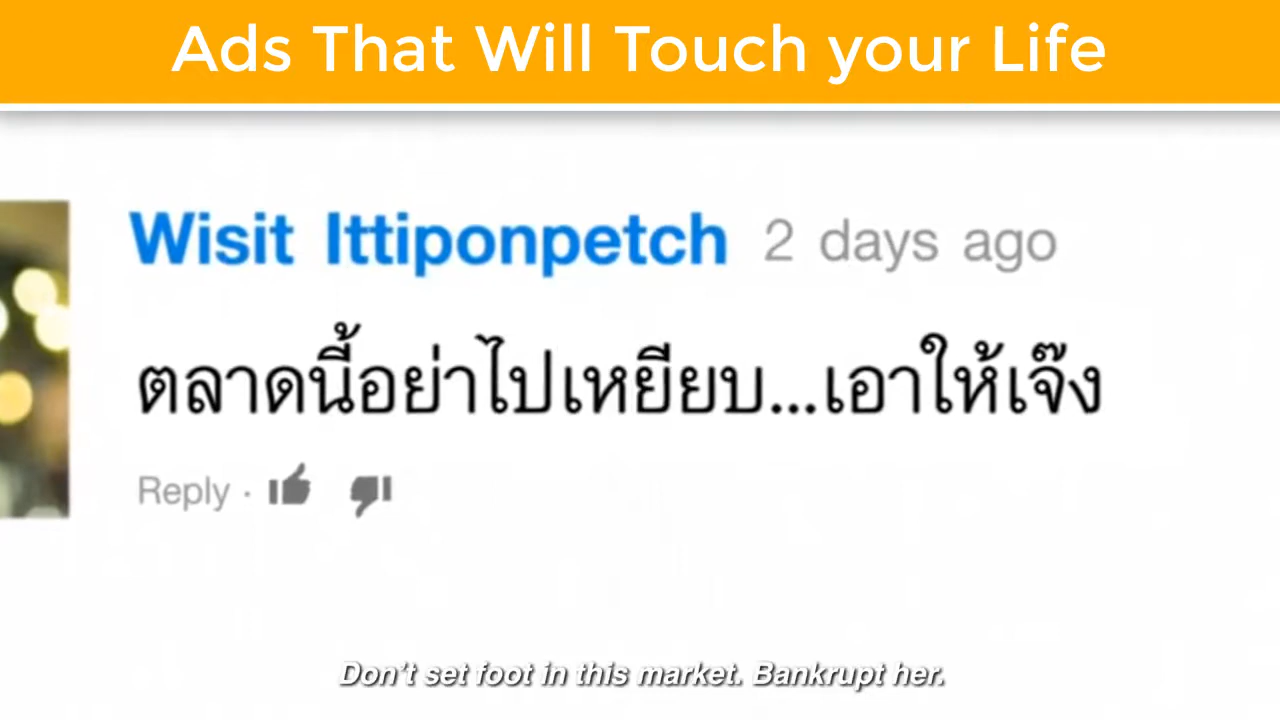 Ads That Will Touch your Life
Wisit Ittiponpetch 2 days ago
ตลาดนี้อย่าไปเหยียบ...เอาให้เจ๊ง
Reply ·
Don't set foot in this market. Bankrupt her.